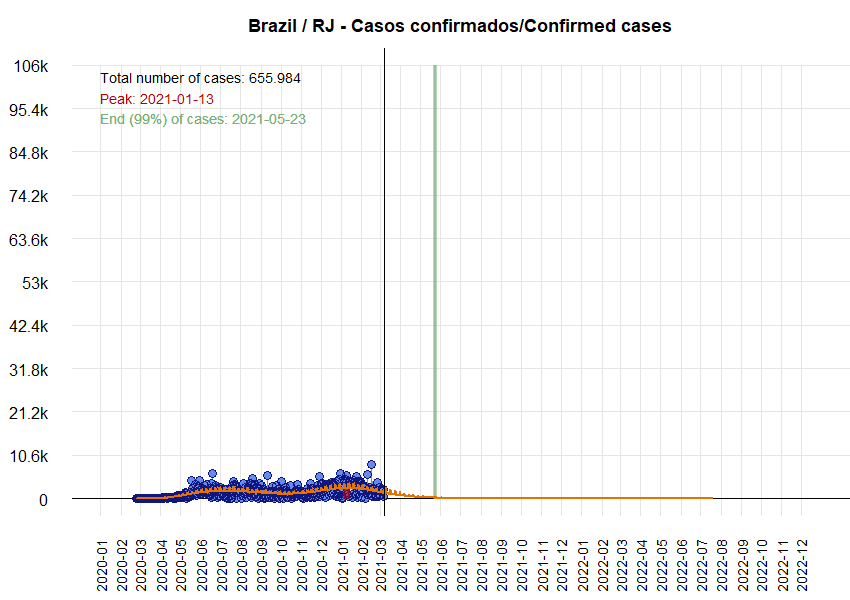 Brazil / RJ - Casos confirmados/Confirmed cases
106k
95.4k
84.8k
74.2k
63.6k
53k
42.4k
31.8k
21.2k
10.6k
0
Total number of cases: 655.984
Peak: 2021-01-13
End (99%) of cases: 2021-05-23
2020-01
2020-02
2020-03
2020-04
2020-05
2020-06
2020-07
2020-08
2020-09
2020-10
2020-11
2020-12
2021-01
2021-02
2021-03
2021-04
2021-05
2021-06
2021-07
2021-08
2021-09
2021-10
2021-11
2021-12
2022-01
2022-02
2022-03
2022-04
2022-05
2022-06
2022-07
2022-08
2022-09
2022-10
2022-11
2022-12